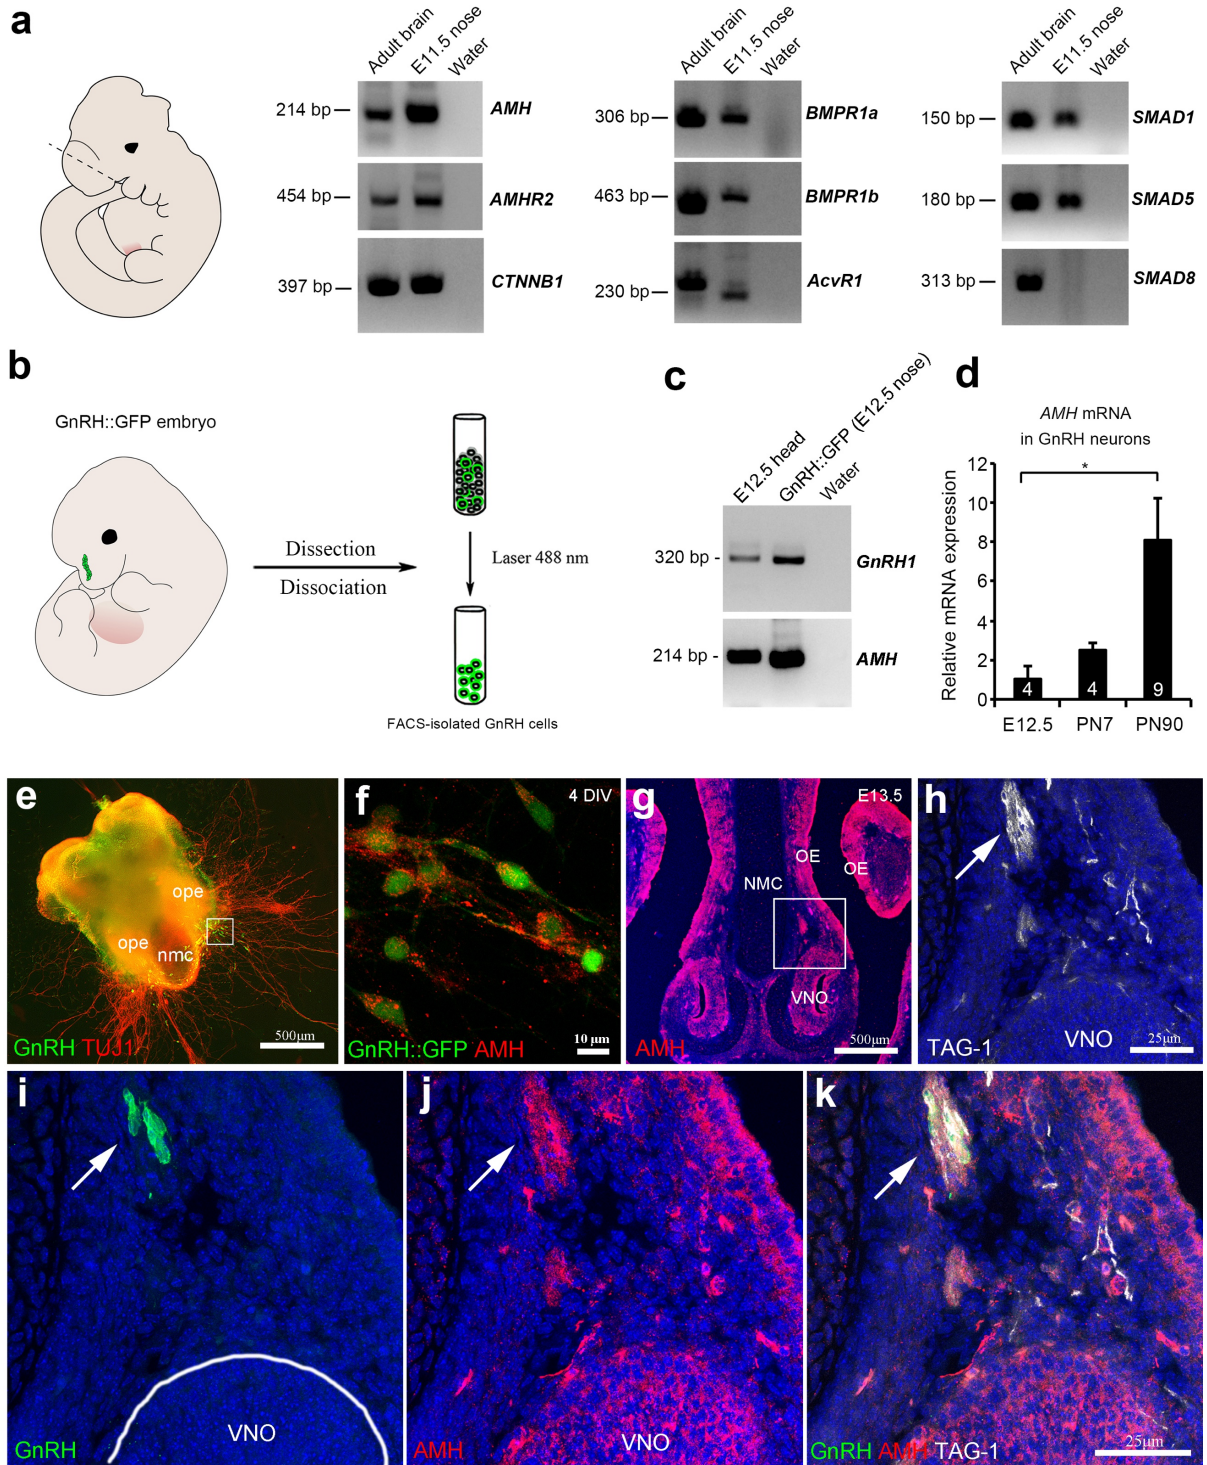 a
Adult brain
E11.5 nose
Water
214 bp
AMH
454 bp
AMHR2
397 bp
CTNNB1
Adult brain
E11.5 nose
Water
306 bp
BMPR1a
463 bp
BMPR1b
230 bp
AcvR1
Adult brain
E11.5 nose
Water
150 bp
SMAD1
180 bp
SMAD5
313 bp
SMAD8
b
GnRH::GFP embryo
Dissection
Dissociation
Laser 488 nm
FACS-isolated GnRH cells
c
E12.5 head
GnRH::GFP (E12.5 nose)
Water
320 bp -
GnRH1
214 bp -
AMH
d
AMH mRNA
in GnRH neurons
Relative mRNA expression
12
10
8
6
4
2
0
*
4
4
9
E12.5
PN7
PN90
e
ope
ope
nmc
GnRH TUJ1
500µm
f
4 DIV
GnRH::GFP AMH
10 µm
g
E13.5
OE
OE
NMC
VNO
AMH
500µm
h
VNO
TAG-1
25µm
i
VNO
GnRH
j
VNO
AMH
k
GnRH AMH TAG-1
25µm